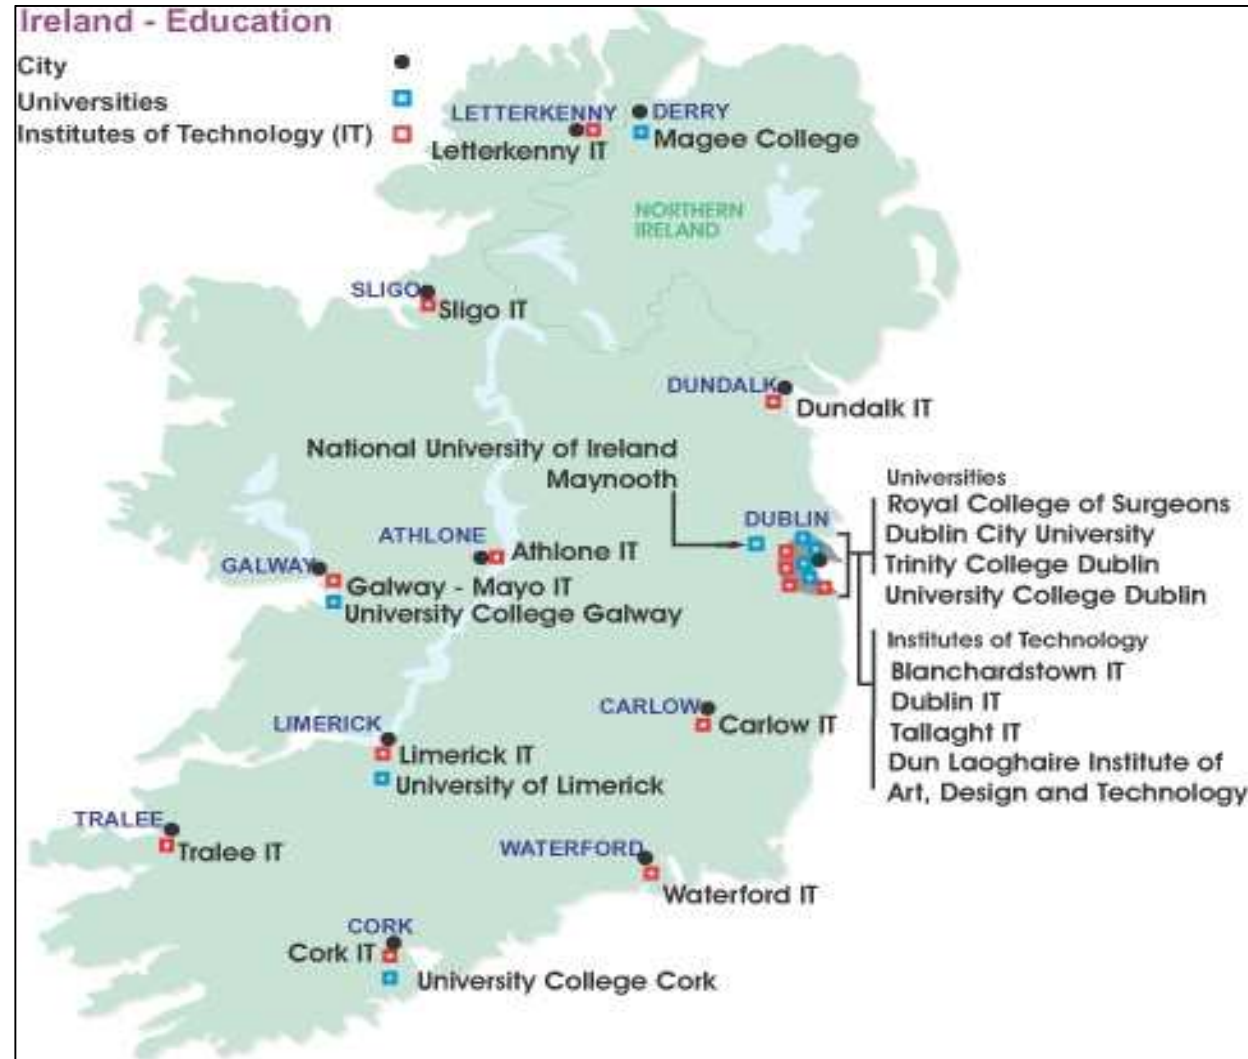 Ireland - Education
City
Universities
Institutes of Technology (IT)
LETTERKENNY
Letterkenny IT
DERRY
Magee College
NORTHERN
IRELAND
SLIGO
Sligo IT
DUNDALK
Dundalk IT
National University of Ireland
Maynooth
DUBLIN
Universities
Royal College of Surgeons
Dublin City University
Trinity College Dublin
University College Dublin
ATHLONE
Athlone IT
GALWAY
Galway - Mayo IT
University College Galway
Institutes of Technology
Blanchardstown IT
Dublin IT
Tallaght IT
Dun Laoghaire Institute of
Art, Design and Technology
CARLOW
Carlow IT
LIMERICK
Limerick IT
University of Limerick
TRALEE
Tralee IT
WATERFORD
Waterford IT
CORK
Cork IT
University College Cork